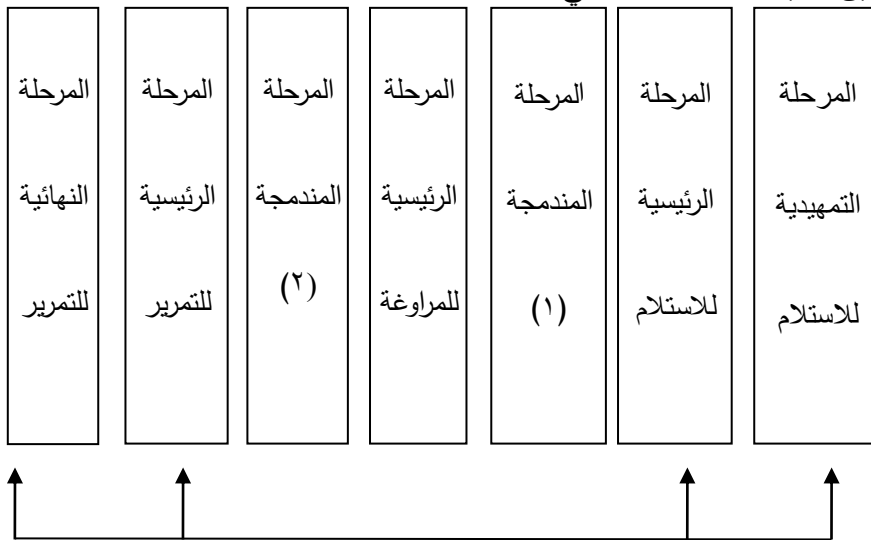 المرحلة
التمهيدية
للاستلام
المرحلة
الرئيسية
للاستلام
المرحلة
المندمجة
(١)
المرحلة
الرئيسية
للمراوغة
المرحلة
المندمجة
(٢)
المرحلة
الرئيسية
للتمرير
المرحلة
النهائية
للتمرير